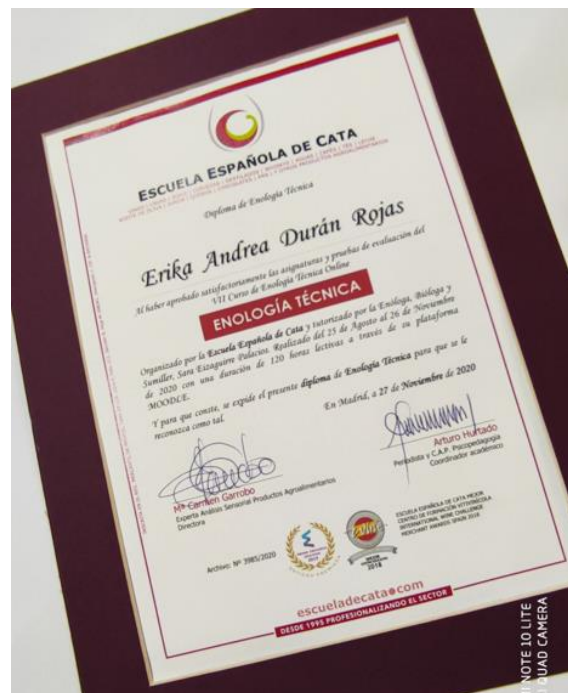 ESCUELA ESPAÑOLA DE CATA
Diploma de Enología Técnica
Erika Andrea Durán Rojas
Al haber aprobado satisfactoriamente las asignaturas y pruebas de evaluación del
VII Curso de Enología Técnica Online
ENOLOGÍA TÉCNICA
Organizado por la Escuela Española de Cata y tutorizado por la Enóloga, Bióloga y
Sumiller, Sara Eizaguirre Palacios. Realizado del 25 de Agosto al 26 de Noviembre
de 2020 con una duración de 120 horas lectivas a través de su plataforma
MOODLE.
Y para que conste, se expide el presente diploma de Enología Técnica para que se le
reconozca como tal.
En Madrid, a 27 de Noviembre de 2020
Mª Carmen Garrobo
Experta Análisis Sensorial Productos Agroalimentarios
Directora
Arturo Hurtado
Periodista y C.A.P. Psicopedagogía
Coordinador académico
Archivo: Nº 3985/2020
2018
ESCUELA ESPAÑOLA DE CATA MEJOR
CENTRO DE FORMACIÓN VITIVINÍCOLA
INTERNATIONAL WINE CHALLENGE
MERCHANT AWARDS SPAIN 2018
escueladecata.com
DESDE 1995 PROFESIONALIZANDO EL SECTOR
NOTE 10 LITE
QUAD CAMERA